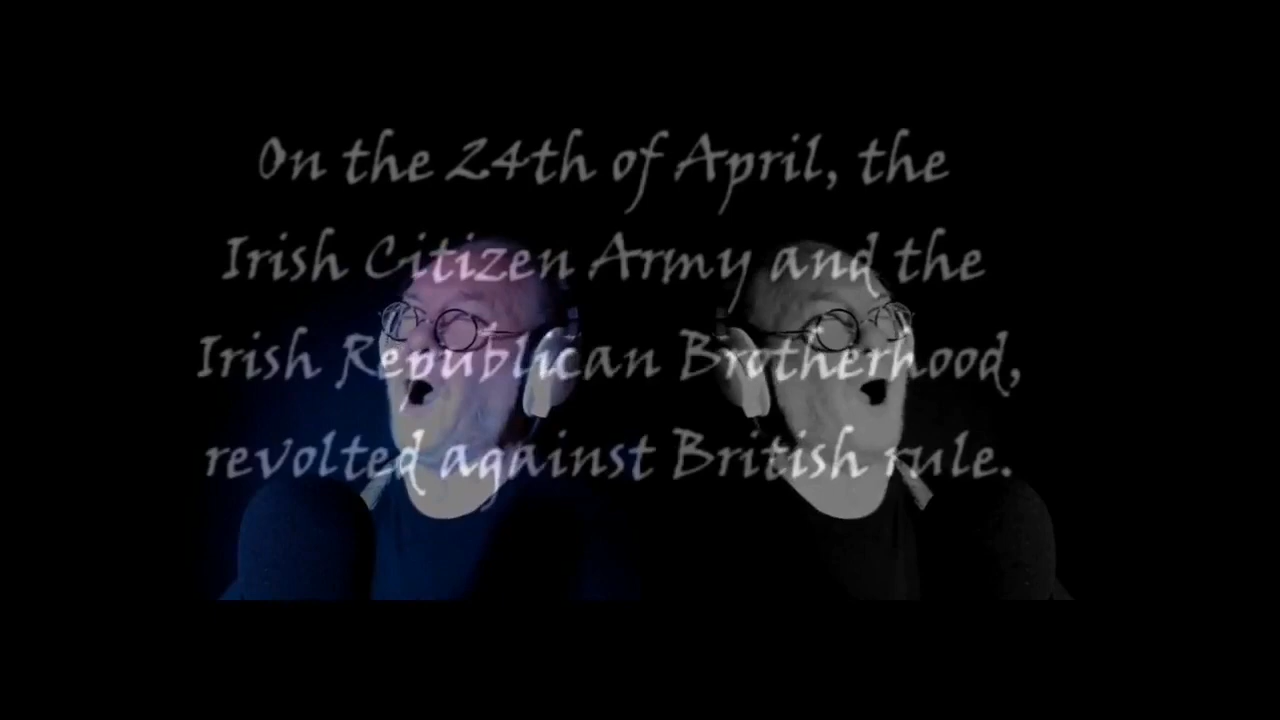 On the 24th of April, the
Irish Citizen Army and the
Irish Republican Brotherhood,
revolted against British rule.